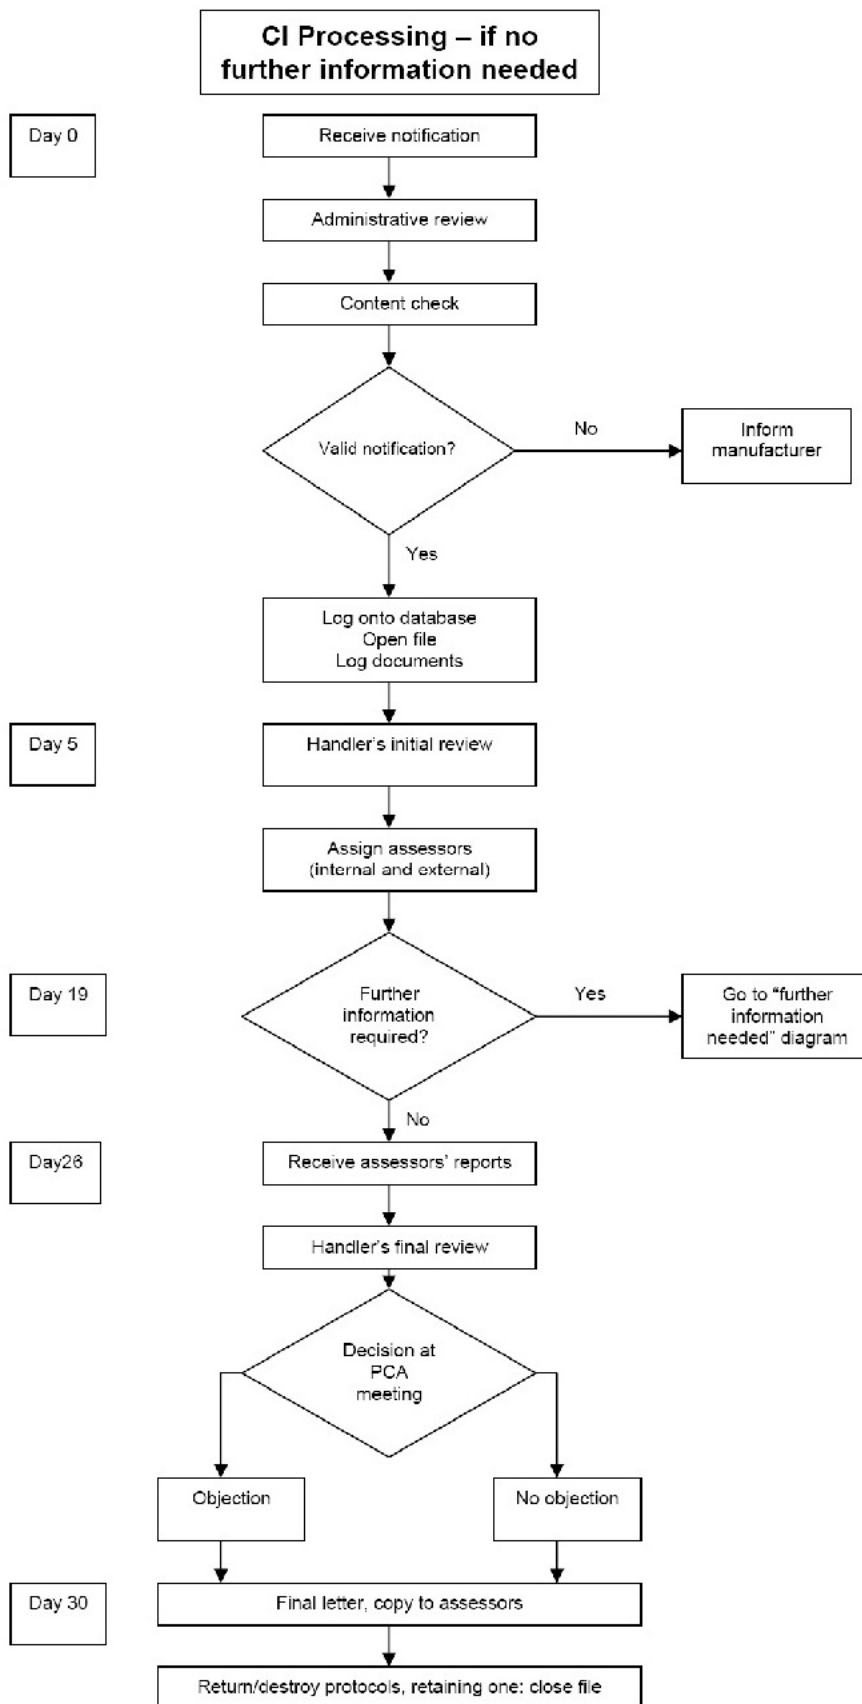 CI Processing – if no
further information needed
Day 0
Receive notification
Administrative review
Content check
Valid notification?
No
Inform
manufacturer
Yes
Log onto database
Open file
Log documents
Day 5
Handler's initial review
Assign assessors
(internal and external)
Day 19
Further
information
required?
Yes
Go to “further
information
needed” diagram
No
Day26
Receive assessors’ reports
Handler’s final review
Decision at
PCA
meeting
Objection
No objection
Day 30
Final letter, copy to assessors
Return/destroy protocols, retaining one: close file